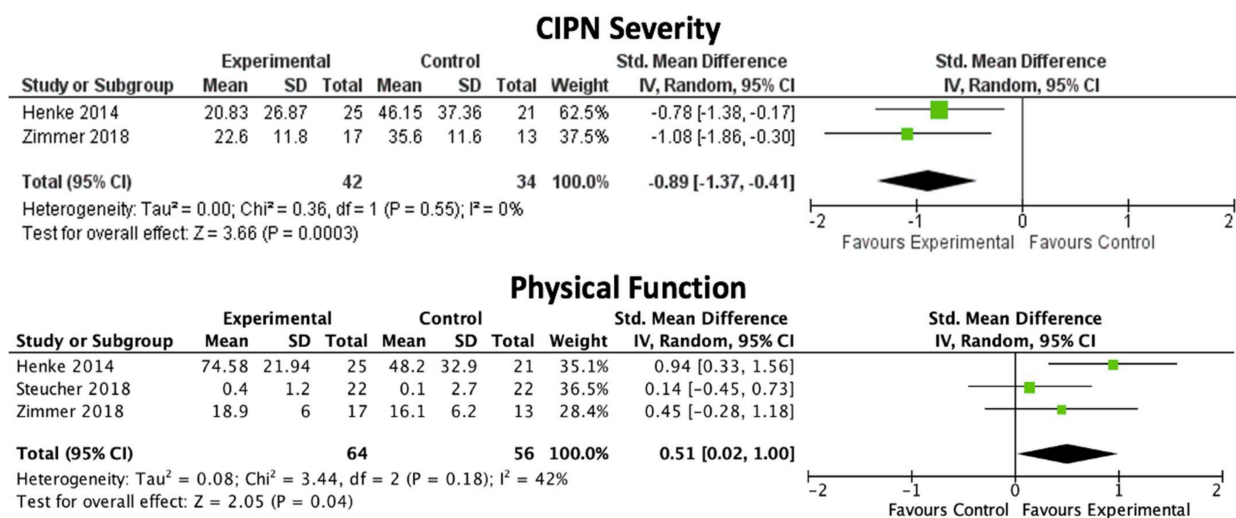 CIPN Severity
Experimental Control Std. Mean Difference Std. Mean Difference
Study or Subgroup Mean SD Total Mean SD Total Weight IV, Random, 95% CI IV, Random, 95% CI
Henke 2014 20.83 26.87 25 46.15 37.36 21 62.5% -0.78 [-1.38, -0.17]
Zimmer 2018 22.6 11.8 17 35.6 11.6 13 37.5% -1.08 [-1.86, -0.30]
Total (95% CI) 42 34 100.0% -0.89 [-1.37, -0.41]
Heterogeneity: Tau² = 0.00; Chi² = 0.36, df = 1 (P = 0.55); I² = 0%
Test for overall effect: Z = 3.66 (P = 0.0003)
-2 -1 0 1 2
Favours Experimental Favours Control
Physical Function
Experimental Control Std. Mean Difference Std. Mean Difference
Study or Subgroup Mean SD Total Mean SD Total Weight IV, Random, 95% CI IV, Random, 95% CI
Henke 2014 74.58 21.94 25 48.2 32.9 21 35.1% 0.94 [0.33, 1.56]
Steucher 2018 0.4 1.2 22 0.1 2.7 22 36.5% 0.14 [-0.45, 0.73]
Zimmer 2018 18.9 6 17 16.1 6.2 13 28.4% 0.45 [-0.28, 1.18]
Total (95% CI) 64 56 100.0% 0.51 [0.02, 1.00]
Heterogeneity: Tau² = 0.08; Chi² = 3.44, df = 2 (P = 0.18); I² = 42%
Test for overall effect: Z = 2.05 (P = 0.04)
-2 -1 0 1 2
Favours Control Favours Experimental